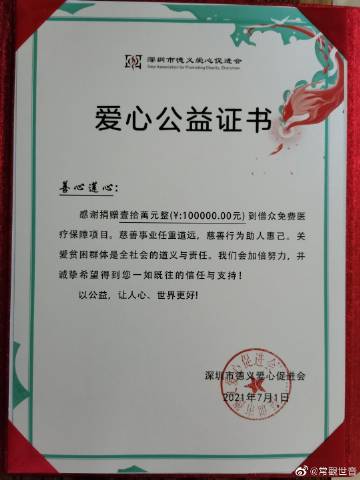 深圳市德义爱心促进会
爱心公益证书
善心莲心:
感谢捐赠壹拾萬元整(¥:100000.00元)到僧众免费医
疗保障项目。慈善事业任重道远,慈善行为助人惠己。关
爱贫困群体是全社会的道义与责任。我们会加倍努力,并
诚挚希望得到您一如既往的信任与支持!
以公益,让人心、世界更好!
深圳市德义爱心促进会
2021年7月1日
@常觀世音